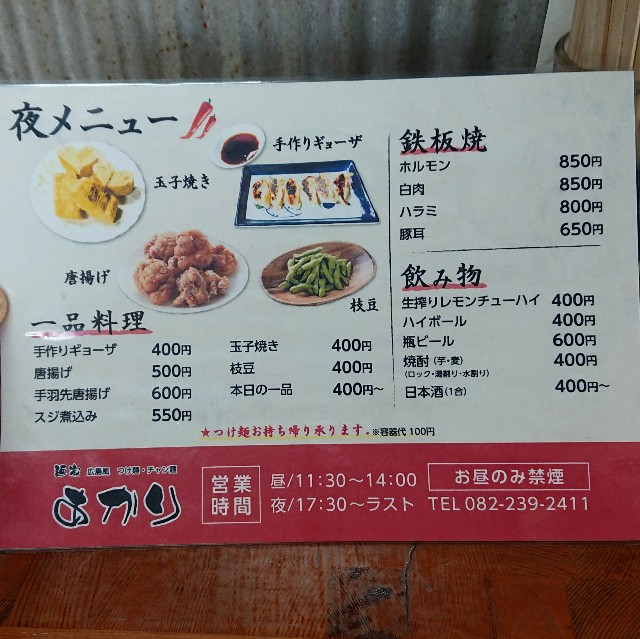 夜メニュー
手作りギョーザ
玉子焼き
唐揚げ
枝豆
一品料理
手作りギョーザ 400円
唐揚げ 500円
手羽先唐揚げ 600円
スジ煮込み 550円
玉子焼き 400円
枝豆 400円
本日の一品 400円～
鉄板焼
ホルモン 850円
白肉 850円
ハラミ 800円
豚耳 650円
飲み物
生搾りレモンチューハイ 400円
ハイボール 400円
瓶ビール 600円
焼酎（芋・麦） 400円
（ロック・湯割り・水割り）
日本酒（1合） 400円～
★つけ麺お持ち帰り承ります。※容器代 100円
麺家 広島風 つけ麺・チャン麺
あかり
営業時間
昼/11:30～14:00
夜/17:30～ラスト
お昼のみ禁煙
TEL 082-239-2411